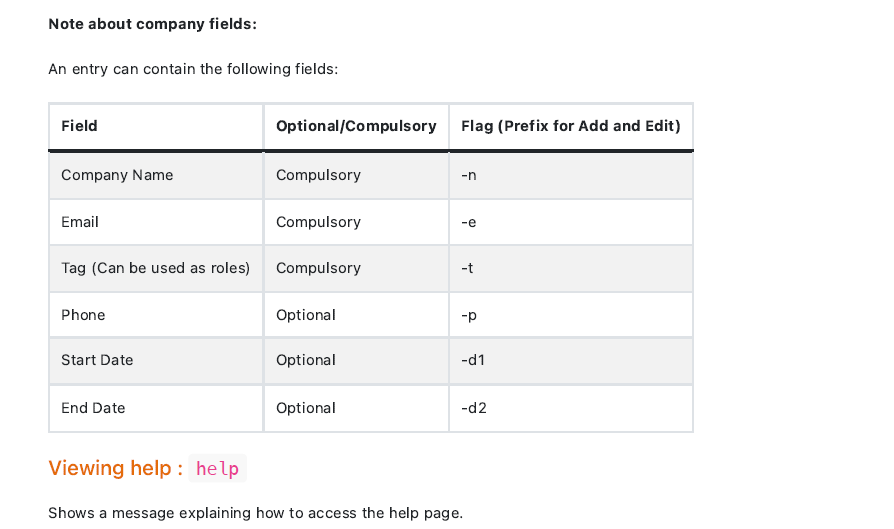 Note about company fields:
An entry can contain the following fields:
Field Optional/Compulsory Flag (Prefix for Add and Edit)
Company Name Compulsory -n
Email Compulsory -e
Tag (Can be used as roles) Compulsory -t
Phone Optional -p
Start Date Optional -d1
End Date Optional -d2
Viewing help : help
Shows a message explaining how to access the help page.